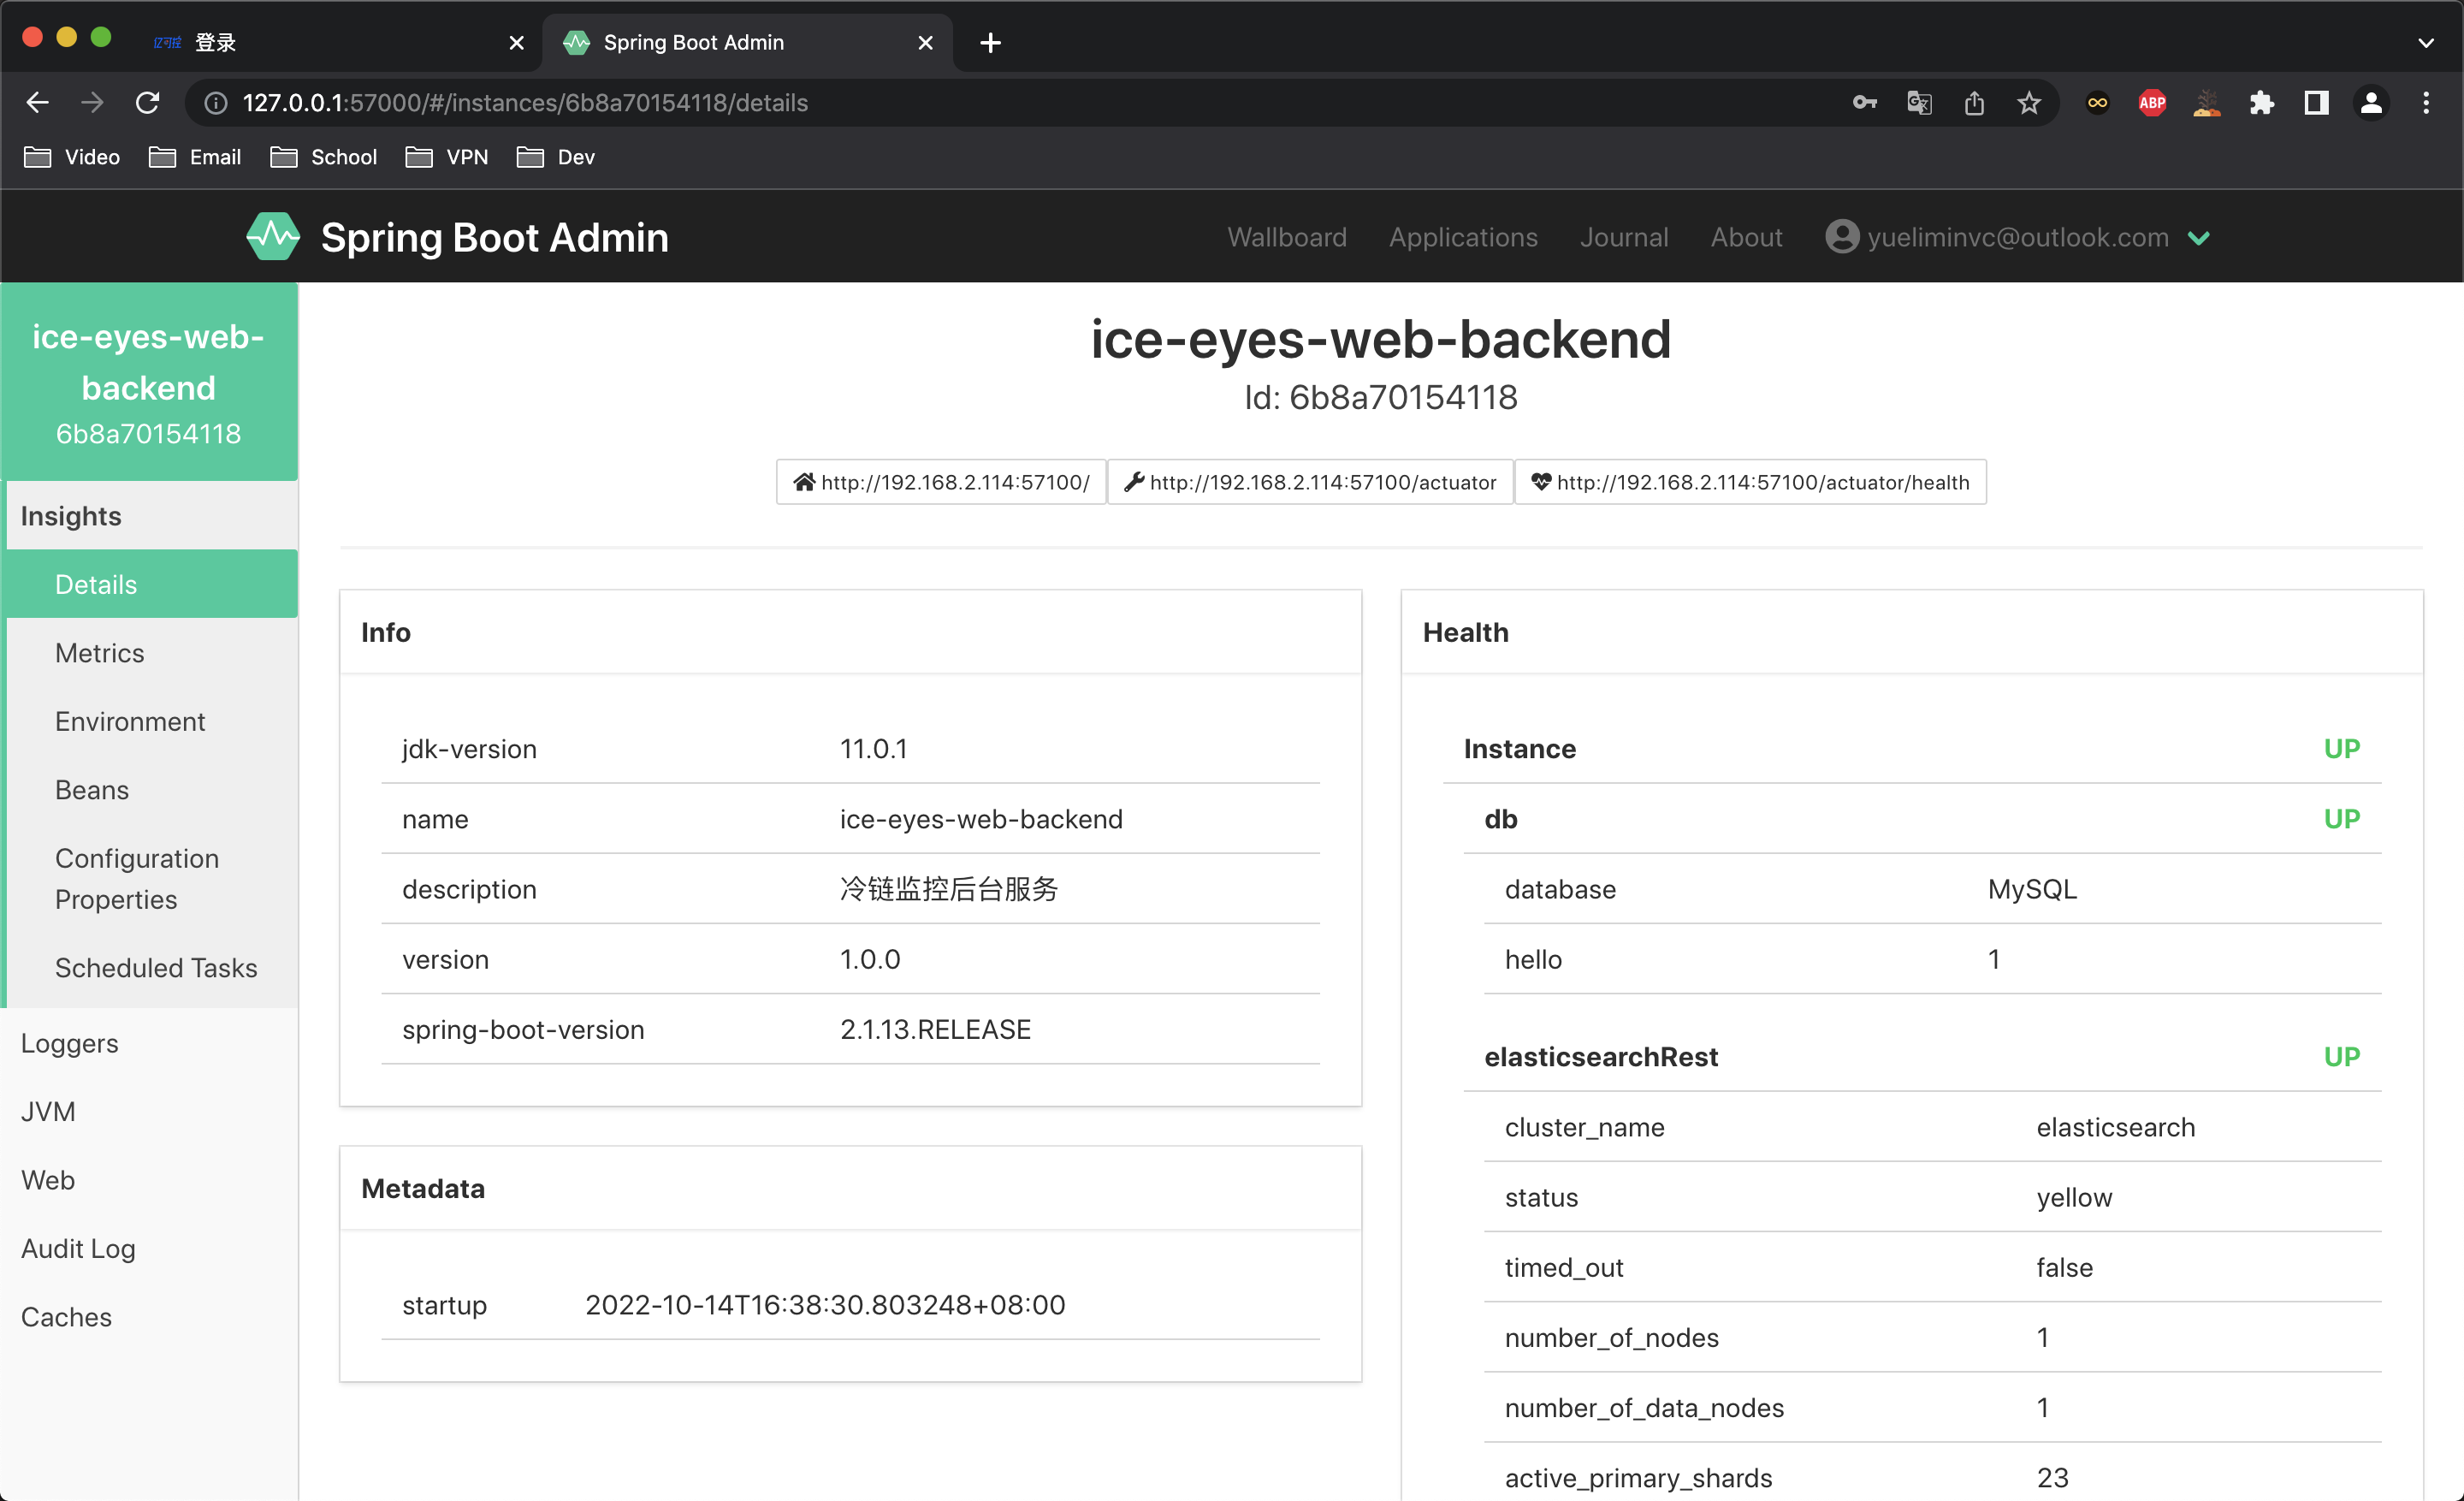 亿可控 登录
Spring Boot Admin
127.0.0.1:57000/#/instances/6b8a70154118/details
ABP
Video Email School VPN Dev
Spring Boot Admin
Wallboard Applications Journal About yueliminvc@outlook.com
ice-eyes-web-
backend
6b8a70154118
Insights
Details
Metrics
Environment
Beans
Configuration
Properties
Scheduled Tasks
Loggers
JVM
Web
Audit Log
Caches
ice-eyes-web-backend
Id: 6b8a70154118
http://192.168.2.114:57100/ http://192.168.2.114:57100/actuator http://192.168.2.114:57100/actuator/health
Info
jdk-version 11.0.1
name ice-eyes-web-backend
description 冷链监控后台服务
version 1.0.0
spring-boot-version 2.1.13.RELEASE
Metadata
startup 2022-10-14T16:38:30.803248+08:00
Health
Instance UP
db UP
database MySQL
hello 1
elasticsearchRest UP
cluster_name elasticsearch
status yellow
timed_out false
number_of_nodes 1
number_of_data_nodes 1
active_primary_shards 23